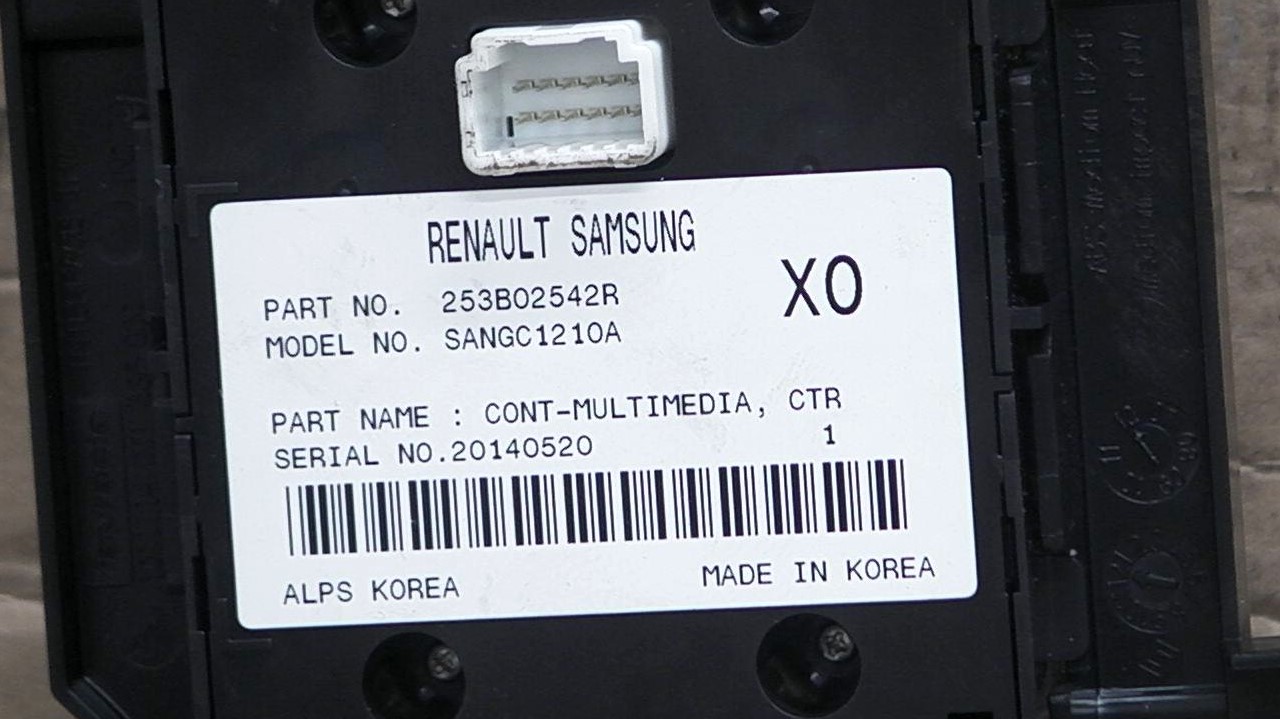 RENAULT SAMSUNG
XO
PART NO. 253B02542R
MODEL NO. SANGC1210A
PART NAME : CONT-MULTIMEDIA, CTR
SERIAL NO.20140520 1
ALPS KOREA
MADE IN KOREA
11